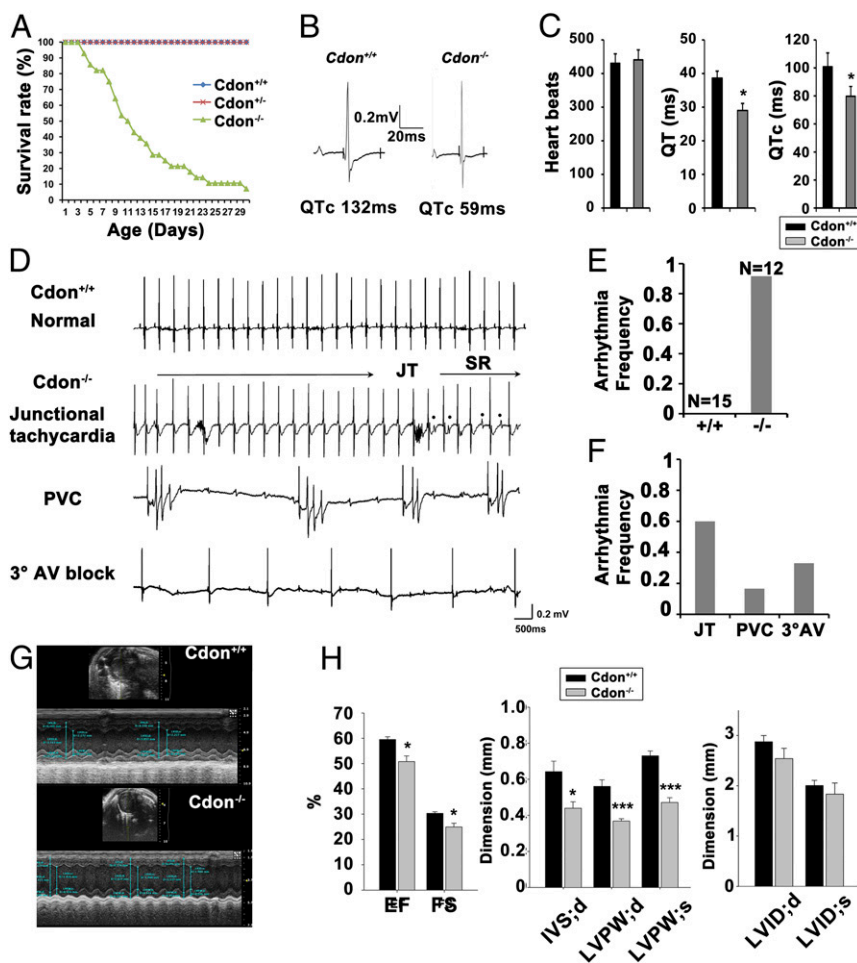 A
Survival rate (%)
100
90
80
70
60
50
40
30
20
10
0
Cdon+/+
Cdon+/-
Cdon-/-
1 3 5 7 9 11 13 15 17 19 21 23 25 27 29
Age (Days)
B
Cdon+/+
Cdon-/-
0.2mV
20ms
QTc 132ms
QTc 59ms
C
Heart beats
500
400
300
200
100
0
QT (ms)
50
40
30
20
10
0
*
QTc (ms)
120
100
80
60
40
20
0
*
Cdon+/+
Cdon-/-
D
Cdon+/+
Normal
Cdon-/-
Junctional
tachycardia
JT
SR
PVC
3° AV block
0.2 mV
500ms
E
Arrhythmia
Frequency
1
0.8
0.6
0.4
0.2
0
N=15
N=12
+/+
-/-
F
Arrhythmia
Frequency
1
0.8
0.6
0.4
0.2
0
JT PVC 3°AV
G
Cdon+/+
Cdon-/-
H
Cdon+/+
Cdon-/-
%
70
60
50
40
30
20
10
0
*
*
EF FS
Dimension (mm)
0.8
0.6
0.4
0.2
0
*
***
***
IVS;d
LVPW;d
LVPW;s
Dimension (mm)
3
2
1
0
LVID;d
LVID;s